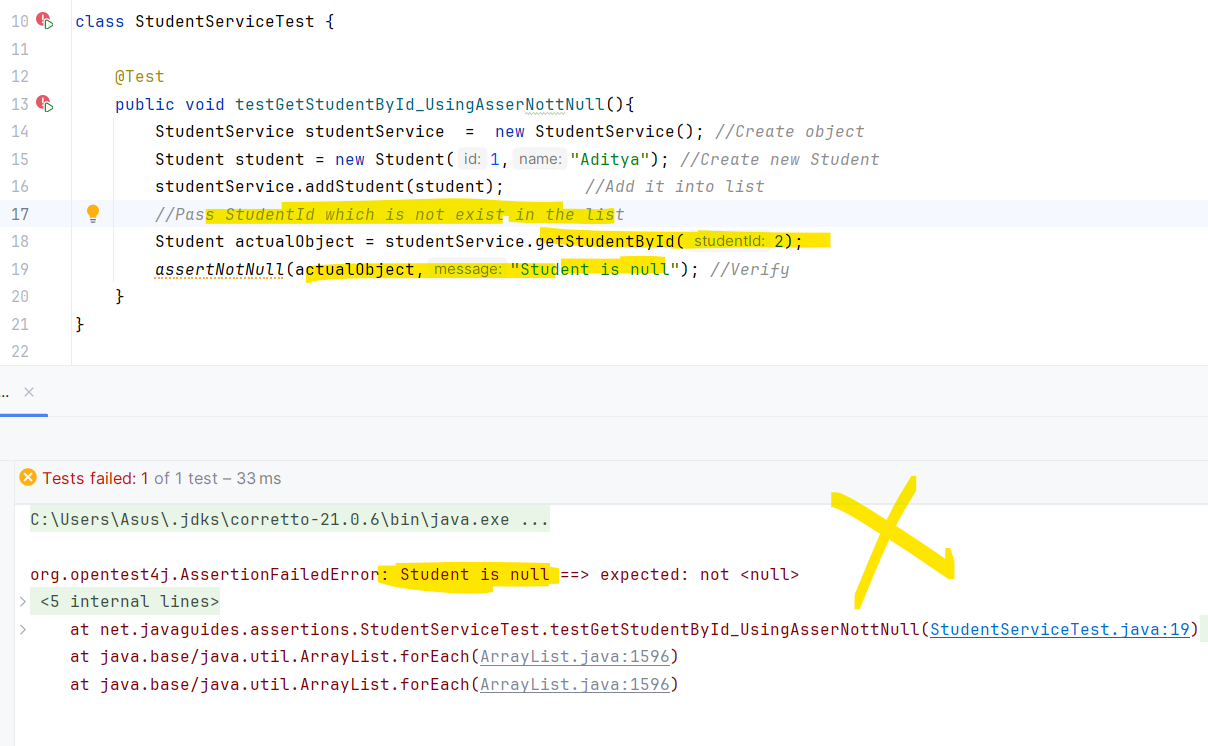 10 class StudentServiceTest {
11
12 @Test
13 public void testGetStudentById_UsingAsserNottNull(){
14 StudentService studentService  =  new StudentService(); //Create object
15 Student student = new Student( id: 1, name: "Aditya"); //Create new Student
16 studentService.addStudent(student);        //Add it into list
17 //Pass StudentId which is not exist in the list
18 Student actualObject = studentService.getStudentById( studentId: 2);
19 assertNotNull(actualObject, message: "Student is null"); //Verify
20 }
21 }
22
...
Tests failed: 1 of 1 test – 33 ms
C:\Users\Asus\.jdks\corretto-21.0.6\bin\java.exe ...
org.opentest4j.AssertionFailedError: Student is null ==> expected: not <null>
<5 internal lines>
at net.javaguides.assertions.StudentServiceTest.testGetStudentById_UsingAsserNottNull(StudentServiceTest.java:19)
at java.base/java.util.ArrayList.forEach(ArrayList.java:1596)
at java.base/java.util.ArrayList.forEach(ArrayList.java:1596)